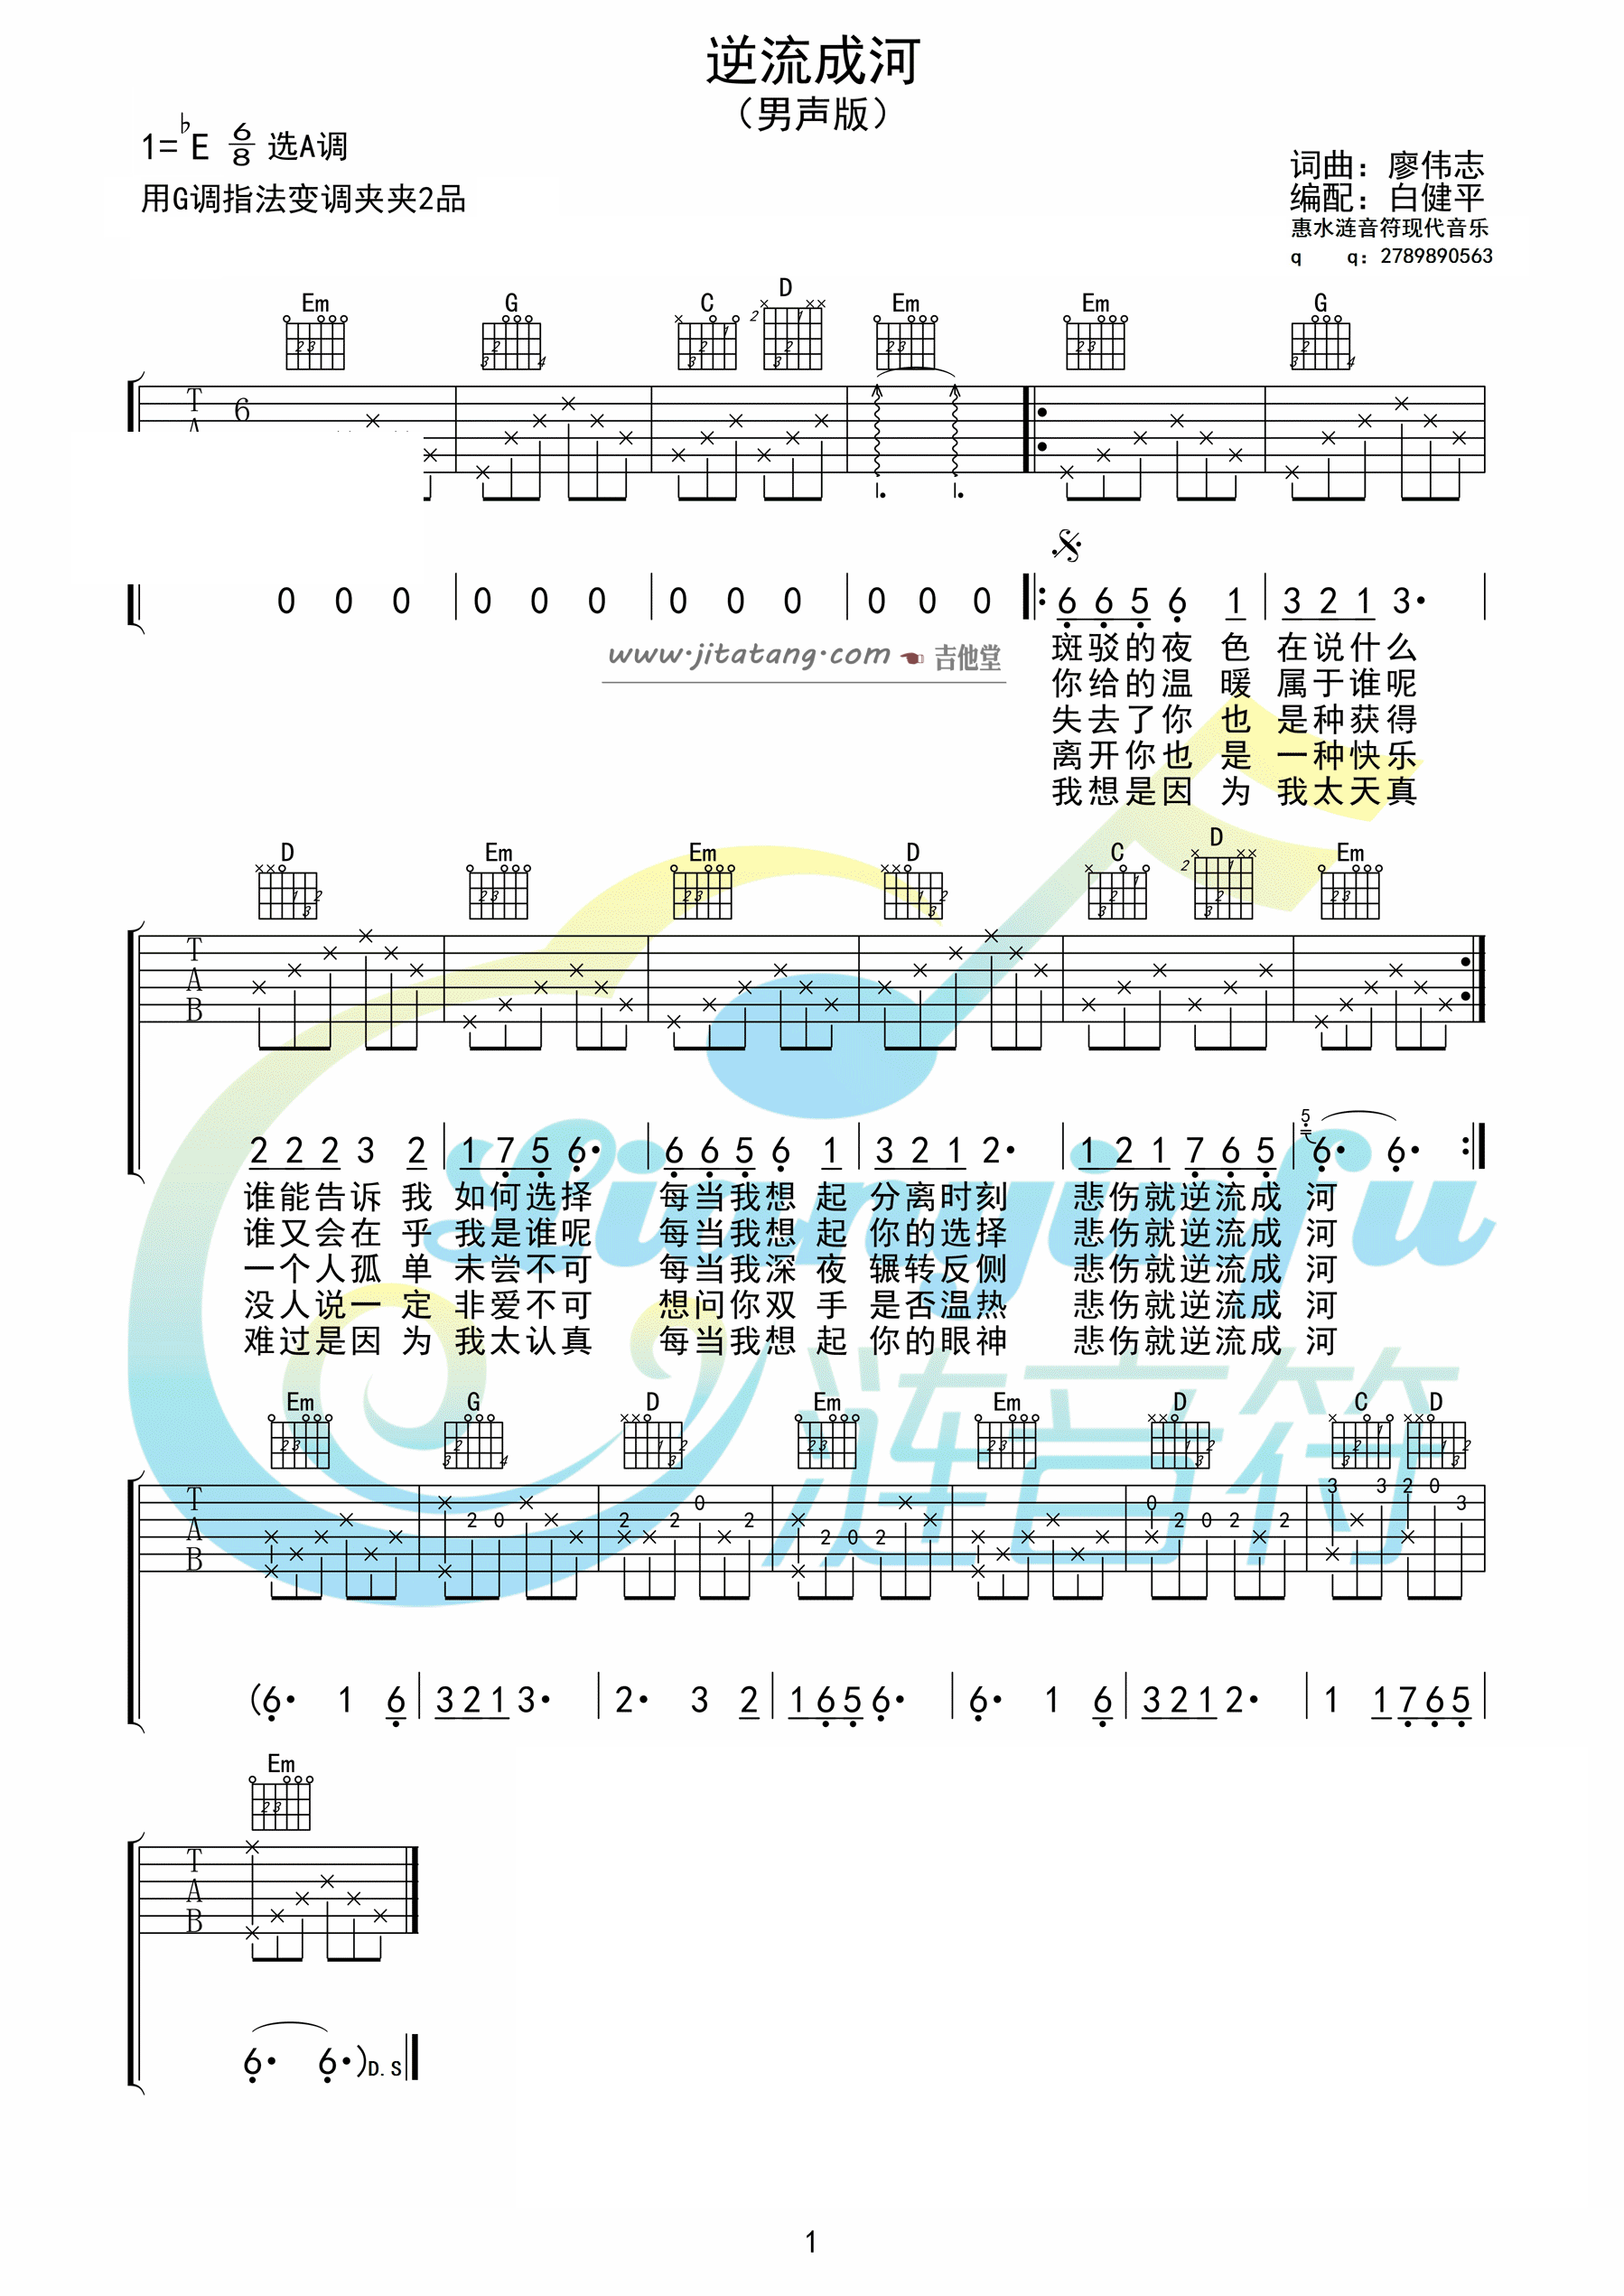 逆流成河
（男声版）
1=♭E 6/8 选A调
用G调指法变调夹夹2品
词曲：廖伟志
编配：白健平
惠水涟音符现代音乐
q q：2789890563
Em G C D Em Em G
T
A
6
0 0 0 | 0 0 0 | 0 0 0 | 0 0 0 |: 6 6 5 6 1 | 3 2 1 3· |
www.jitatang.com 吉他堂
斑驳的夜 色 在说什么
你给的温 暖 属于谁呢
失去了你 也 是种获得
离开你也 是 一种快乐
我想是因 为 我太天真
D Em Em D C D Em
T
A
B
2 2 2 3 2 | 1 7 5 6· | 6 6 5 6 1 | 3 2 1 2· | 1 2 1 7 6 5 | 5 6· 6· :|
谁能告诉 我 如何选择 每当我想 起 分离时刻 悲伤就逆流成 河
谁又会在 乎 我是谁呢 每当我想 起 你的选择 悲伤就逆流成 河
一个人孤 单 未尝不可 每当我深 夜 辗转反侧 悲伤就逆流成 河
没人说一 定 非爱不可 想问你双 手 是否温热 悲伤就逆流成 河
难过是因 为 我太认真 每当我想 起 你的眼神 悲伤就逆流成 河
Lianyinfu
涟音符
Em G D Em Em D C D
T
A
B
2 0 2 2 0 2 2 0 2 0 2 0 2 2 3 3 2 0 3
(6· 1 6 | 3 2 1 3· | 2· 3 2 | 1 6 5 6· | 6· 1 6 | 3 2 1 2· | 1 1 7 6 5 |
Em
T
A
B
6· 6·) D.S
1